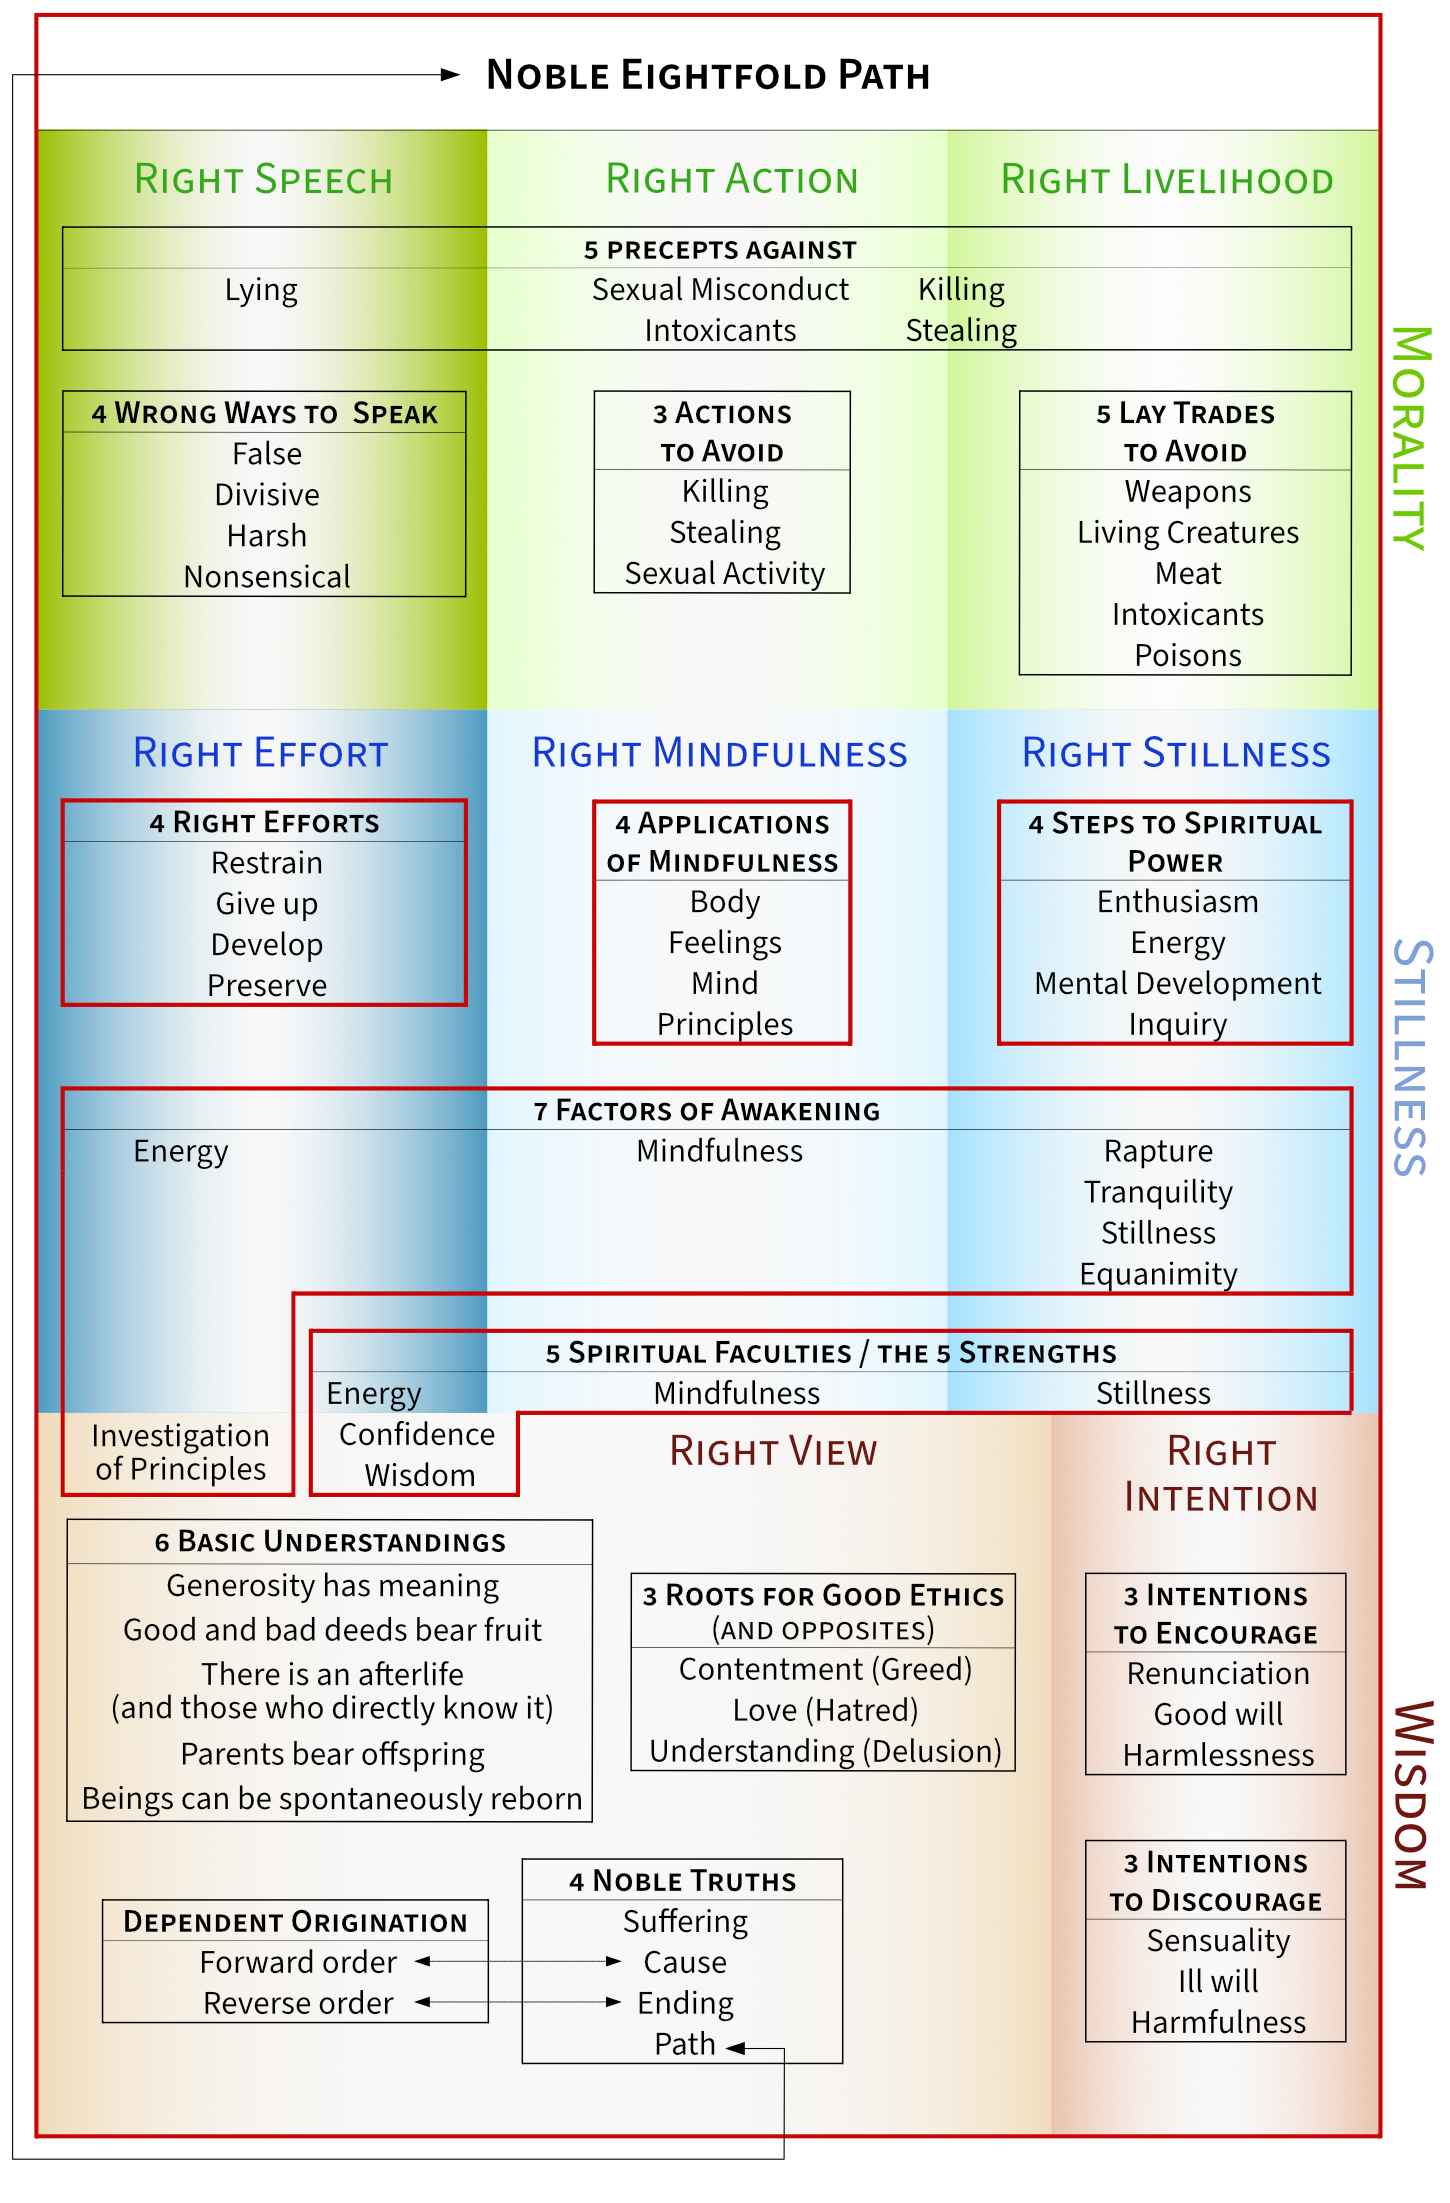 Noble Eightfold Path
Right Speech
Right Action
Right Livelihood
5 precepts against
Lying
Sexual Misconduct
Killing
Intoxicants
Stealing
4 Wrong Ways to Speak
False
Divisive
Harsh
Nonsensical
3 Actions
to Avoid
Killing
Stealing
Sexual Activity
5 Lay Trades
to Avoid
Weapons
Living Creatures
Meat
Intoxicants
Poisons
Morality
Right Effort
Right Mindfulness
Right Stillness
4 Right Efforts
Restrain
Give up
Develop
Preserve
4 Applications
of Mindfulness
Body
Feelings
Mind
Principles
4 Steps to Spiritual
Power
Enthusiasm
Energy
Mental Development
Inquiry
Stillness
7 Factors of Awakening
Energy
Mindfulness
Rapture
Tranquility
Stillness
Equanimity
Investigation
of Principles
5 Spiritual Faculties / the 5 Strengths
Energy
Mindfulness
Stillness
Confidence
Wisdom
Right View
Right
Intention
6 Basic Understandings
Generosity has meaning
Good and bad deeds bear fruit
There is an afterlife
(and those who directly know it)
Parents bear offspring
Beings can be spontaneously reborn
3 Roots for Good Ethics
(and opposites)
Contentment (Greed)
Love (Hatred)
Understanding (Delusion)
3 Intentions
to Encourage
Renunciation
Good will
Harmlessness
Wisdom
Dependent Origination
Forward order
Reverse order
4 Noble Truths
Suffering
Cause
Ending
Path
3 Intentions
to Discourage
Sensuality
Ill will
Harmfulness